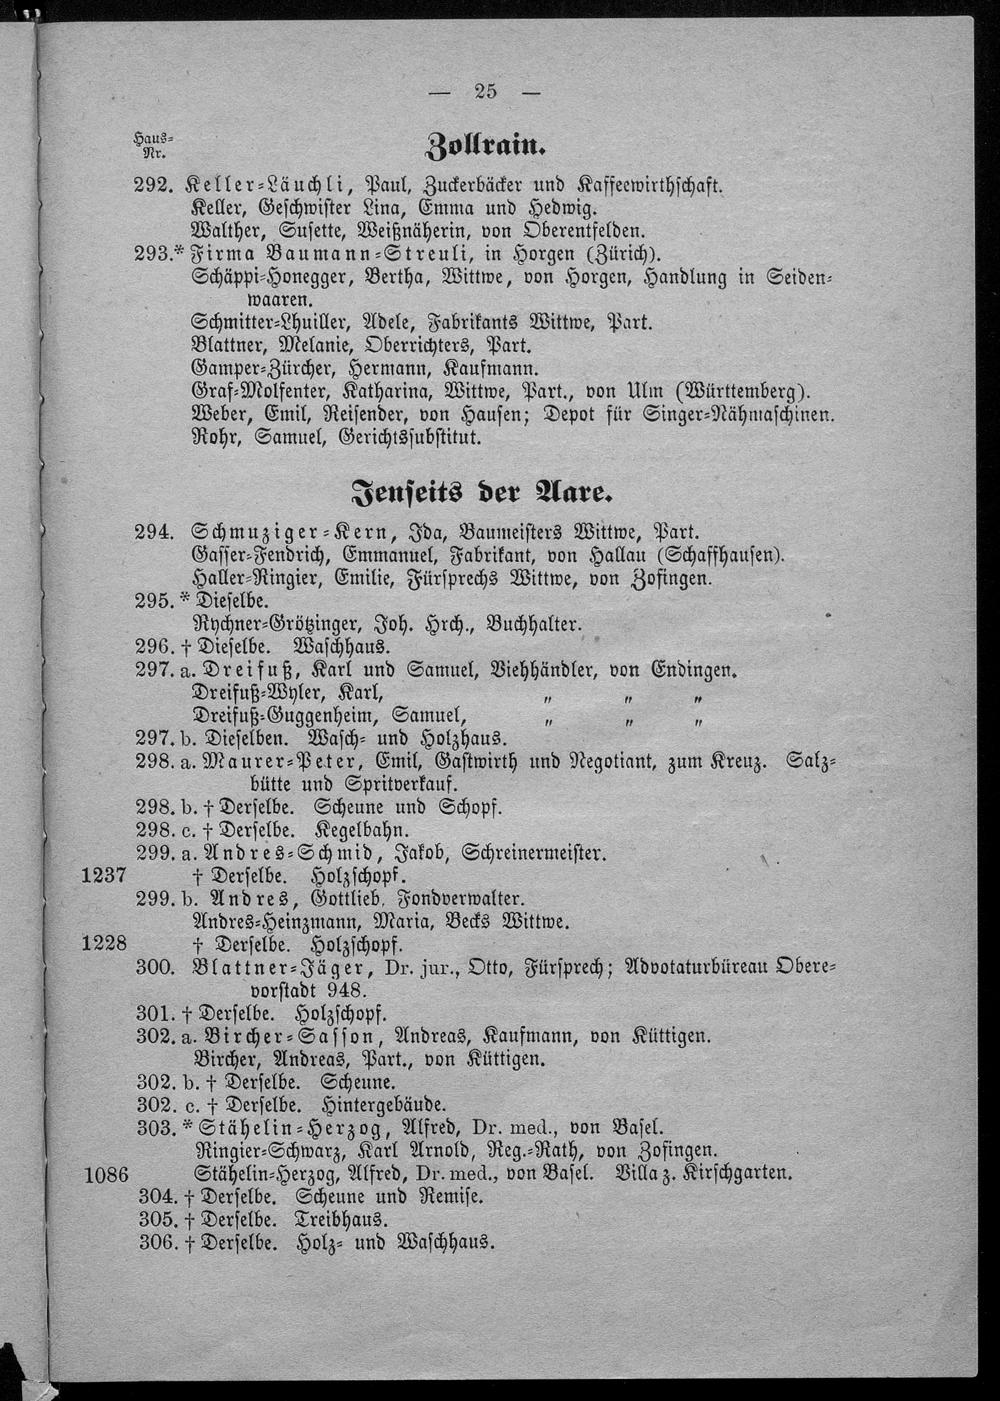 — 25 —
Haus=
Nr.
Zollrain.
292. Keller=Läuchli, Paul, Zuckerbäcker und Kaffeewirthschaft.
Keller, Geschwister Lina, Emma und Hedwig.
Walther, Susette, Weißnäherin, von Oberentfelden.
293.* Firma Baumann=Streuli, in Horgen (Zürich).
Schäppi=Honegger, Bertha, Wittwe, von Horgen, Handlung in Seiden=
waaren.
Schmitter=Lhuiller, Adele, Fabrikants Wittwe, Part.
Blattner, Melanie, Oberrichters, Part.
Gamper=Zürcher, Hermann, Kaufmann.
Graf=Molfenter, Katharina, Wittwe, Part., von Ulm (Württemberg).
Weber, Emil, Reisender, von Hausen; Depot für Singer=Nähmaschinen.
Rohr, Samuel, Gerichtssubstitut.
Jenseits der Aare.
294. Schmuziger=Kern, Ida, Baumeisters Wittwe, Part.
Gasser=Fendrich, Emmanuel, Fabrikant, von Hallau (Schaffhausen).
Haller=Ringier, Emilie, Fürsprechs Wittwe, von Zofingen.
295. * Dieselbe.
Rychner=Grötzinger, Joh. Hrch., Buchhalter.
296. † Dieselbe. Waschhaus.
297. a. Dreifuß, Karl und Samuel, Viehhändler, von Endingen.
Dreifuß=Wyler, Karl, „ „ „
Dreifuß=Guggenheim, Samuel, „ „ „
297. b. Dieselben. Wasch= und Holzhaus.
298. a. Maurer=Peter, Emil, Gastwirth und Negotiant, zum Kreuz. Salz=
bütte und Spritverkauf.
298. b. † Derselbe. Scheune und Schopf.
298. c. † Derselbe. Kegelbahn.
299. a. Andres=Schmid, Jakob, Schreinermeister.
1237 † Derselbe. Holzschopf.
299. b. Andres, Gottlieb, Fondverwalter.
Andres=Heinzmann, Maria, Becks Wittwe.
1228 † Derselbe. Holzschopf.
300. Blattner=Jäger, Dr. jur., Otto, Fürsprech; Advokaturbüreau Obere=
vorstadt 948.
301. † Derselbe. Holzschopf.
302. a. Bircher=Sasson, Andreas, Kaufmann, von Küttigen.
Bircher, Andreas, Part., von Küttigen.
302. b. † Derselbe. Scheune.
302. c. † Derselbe. Hintergebäude.
303. * Stähelin=Herzog, Alfred, Dr. med., von Basel.
Ringier=Schwarz, Karl Arnold, Reg.=Rath, von Zofingen.
1086 Stähelin=Herzog, Alfred, Dr. med., von Basel. Villa z. Kirschgarten.
304. † Derselbe. Scheune und Remise.
305. † Derselbe. Treibhaus.
306. † Derselbe. Holz= und Waschhaus.